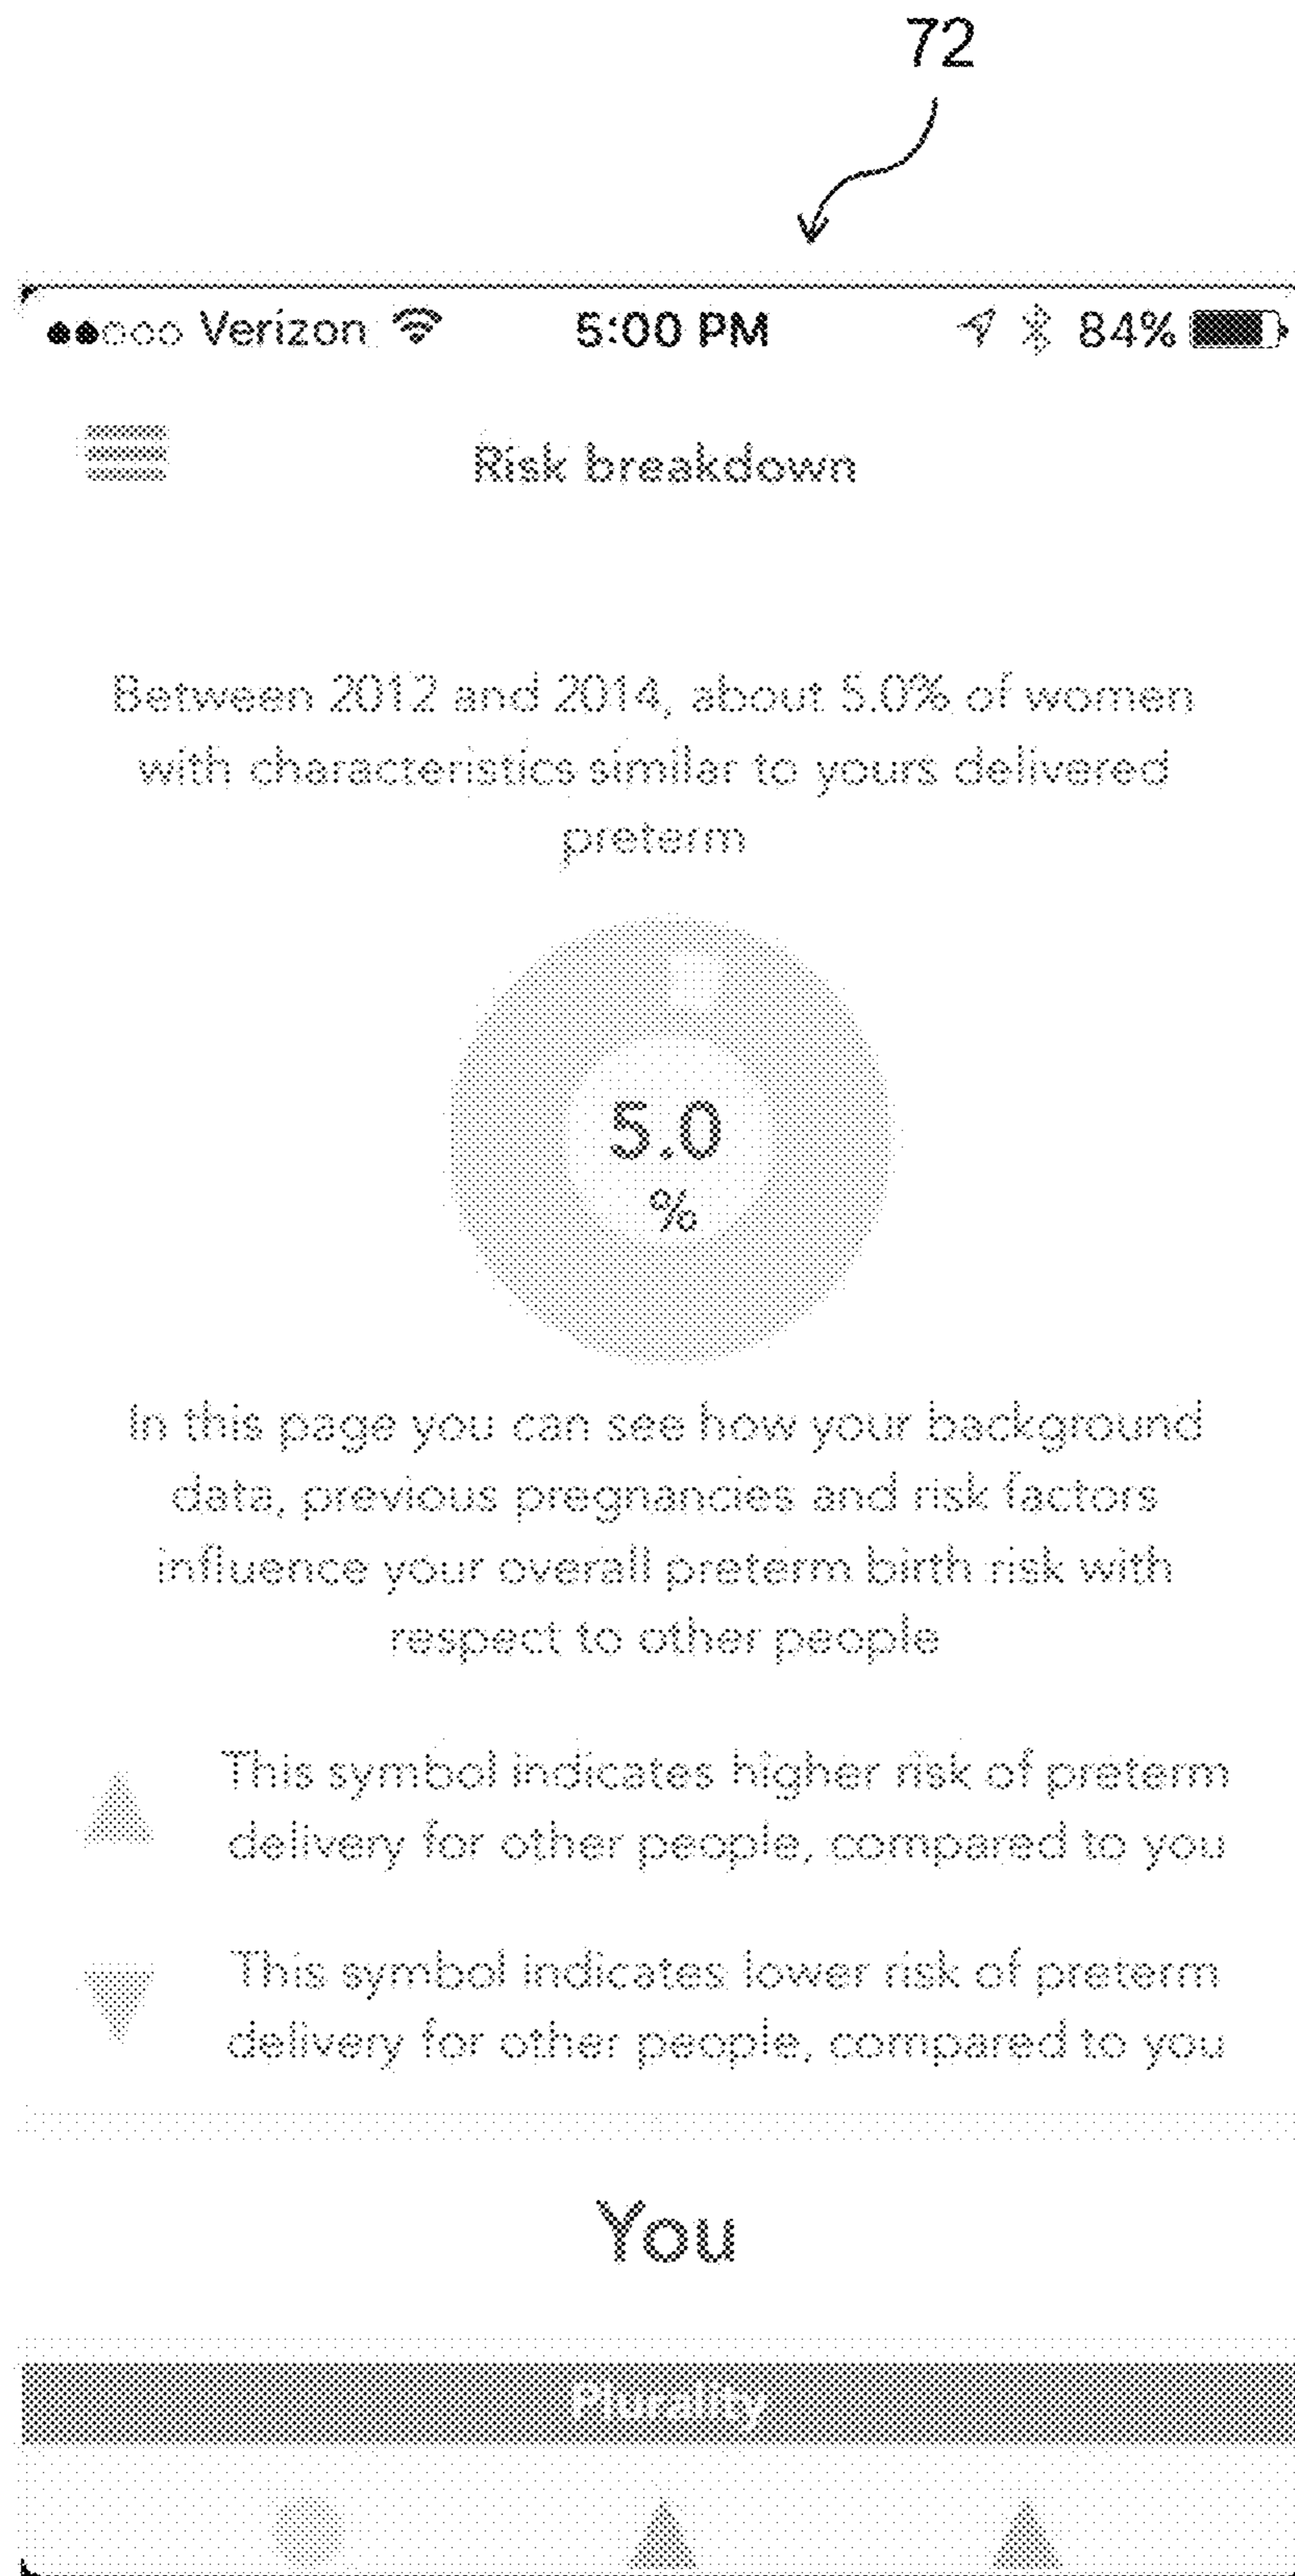 72
Verizon 5:00 PM 84%
Risk breakdown
Between 2012 and 2014, about 5.0% of women
with characteristics similar to yours delivered
preterm
5.0
%
In this page you can see how your background
data, previous pregnancies and risk factors
influence your overall preterm birth risk with
respect to other people
This symbol indicates higher risk of preterm
delivery for other people, compared to you
This symbol indicates lower risk of preterm
delivery for other people, compared to you
You
Plurality